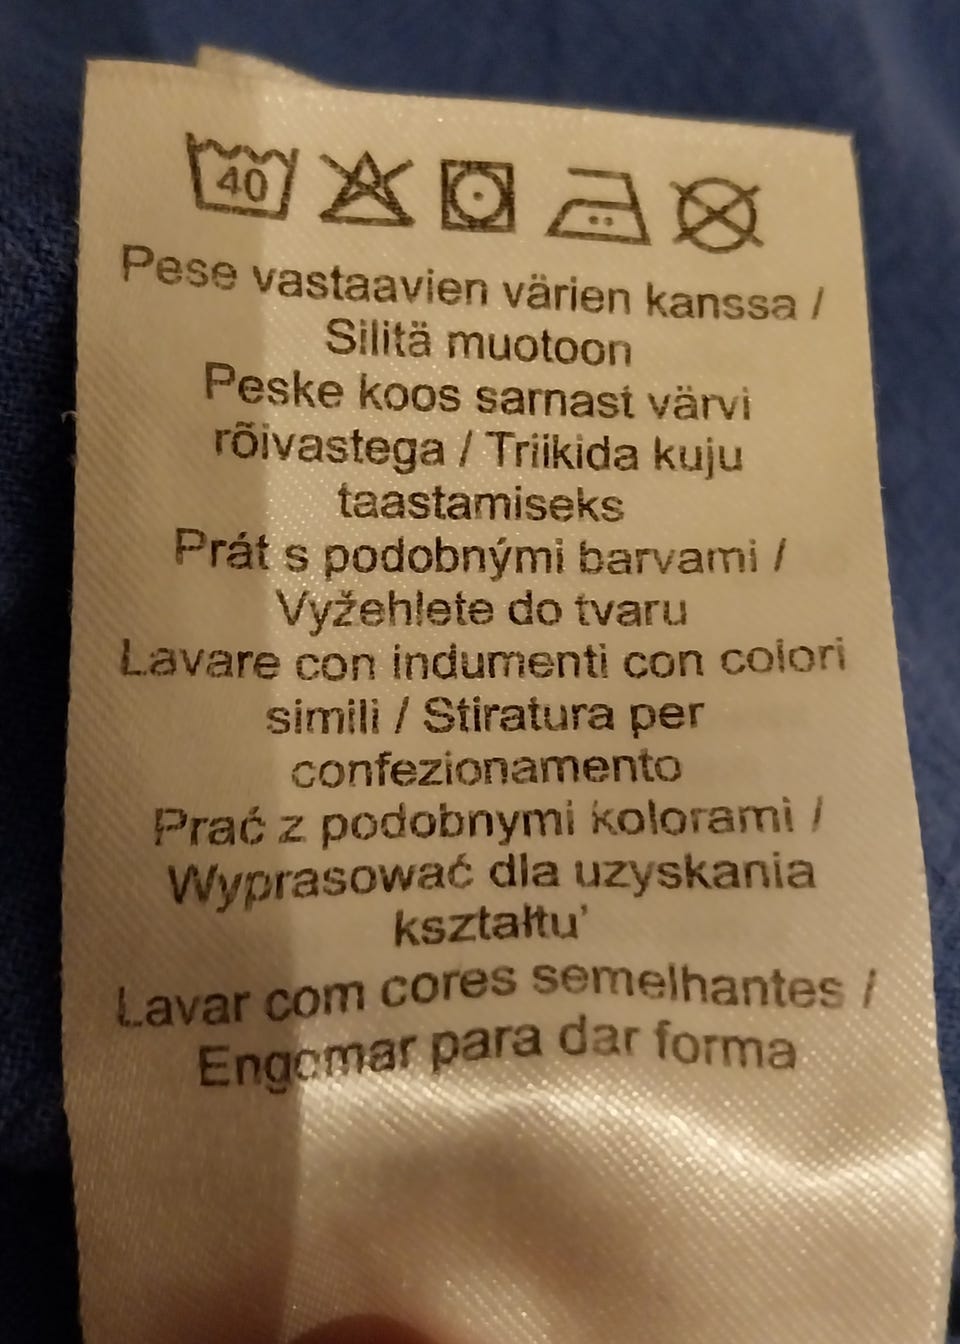 40
Pese vastaavien värien kanssa /
Silitä muotoon
Peske koos sarnast värvi
rõivastega / Triikida kuju
taastamiseks
Prát s podobnými barvami /
Vyžehlete do tvaru
Lavare con indumenti con colori
simili / Stiratura per
confezionamento
Prać z podobnymi kolorami /
Wyprasować dla uzyskania
kształtu'
Lavar com cores semelhantes /
Engomar para dar forma